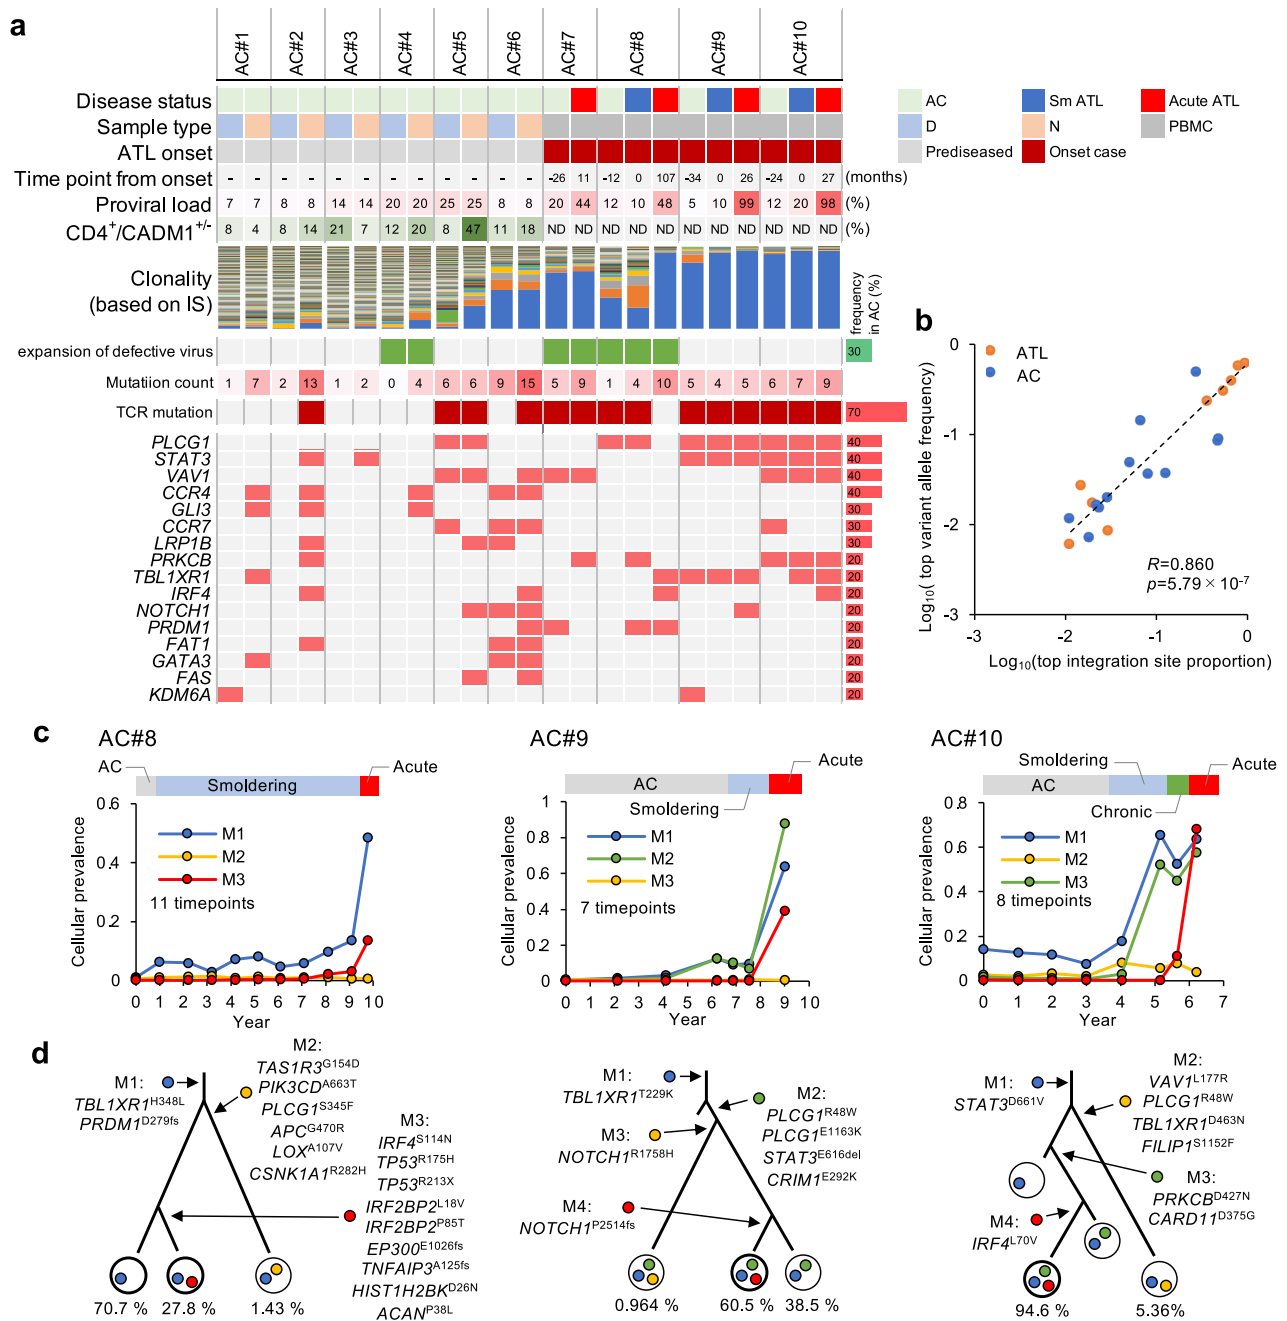 a
AC#1 AC#2 AC#3 AC#4 AC#5 AC#6 AC#7 AC#8 AC#9 AC#10
Disease status
Sample type
ATL onset
Time point from onset - - - - - - - - - - - - -26 11 -12 0 107 -34 0 26 -24 0 27 (months)
Proviral load 7 7 8 8 14 14 20 20 25 25 8 8 20 44 12 10 48 5 10 99 12 20 98 (%)
CD4+/CADM1+/- 8 4 8 14 21 7 12 20 8 47 11 18 ND ND ND ND ND ND ND ND ND ND ND (%)
Clonality
(based on IS)
frequency
in AC (%)
expansion of defective virus 30
Mutation count 1 7 2 13 1 2 0 4 6 6 9 15 5 9 1 4 10 5 4 5 6 7 9
TCR mutation 70
PLCG1 40
STAT3 40
VAV1 40
CCR4 40
GLI3 30
CCR7 30
LRP1B 30
PRKCB 20
TBL1XR1 20
IRF4 20
NOTCH1 20
PRDM1 20
FAT1 20
GATA3 20
FAS 20
KDM6A 20
AC Sm ATL Acute ATL
D N PBMC
Prediseased Onset case
b
ATL
AC
0
-1
-2
-3
Log10( top variant allele frequency)
R=0.860
p=5.79×10-7
-3 -2 -1 0
Log10(top integration site proportion)
c
AC#8
AC
Acute
Smoldering
0.6
0.4
0.2
0
Cellular prevalence
M1
M2
M3
11 timepoints
0 1 2 3 4 5 6 7 8 9 10
Year
AC#9
Acute
AC
Smoldering
1
0.8
0.6
0.4
0.2
0
Cellular prevalence
M1
M2
M3
7 timepoints
0 1 2 3 4 5 6 7 8 9 10
Year
AC#10
Smoldering
Acute
AC
Chronic
0.8
0.6
0.4
0.2
0
Cellular prevalence
M1
M2
M3
8 timepoints
0 1 2 3 4 5 6 7
Year
d
M1:
TBL1XR1H348L
PRDM1D279fs
M2:
TAS1R3G154D
PIK3CDA663T
PLCG1S345F
APCG470R
LOXA107V
CSNK1A1R282H
M3:
IRF4S114N
TP53R175H
TP53R213X
IRF2BP2L18V
IRF2BP2P85T
EP300E1026fs
TNFAIP3A125fs
HIST1H2BKD26N
ACANP38L
70.7 % 27.8 % 1.43 %
M1:
TBL1XR1T229K
M2:
PLCG1R48W
PLCG1E1163K
STAT3E616del
CRIM1E292K
M3:
NOTCH1R1758H
M4:
NOTCH1P2514fs
0.964 % 60.5 % 38.5 %
M1:
STAT3D661V
M2:
VAV1L177R
PLCG1R48W
TBL1XR1D463N
FILIP1S1152F
M3:
PRKCBD427N
CARD11D375G
M4:
IRF4L70V
94.6 % 5.36%